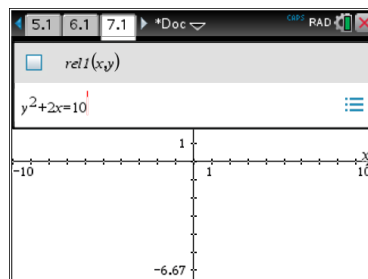 5.1 6.1 7.1 *Doc CAPS RAD
rel1(x,y)
y²+2x=10
1
x
-10 1 10
-6.67